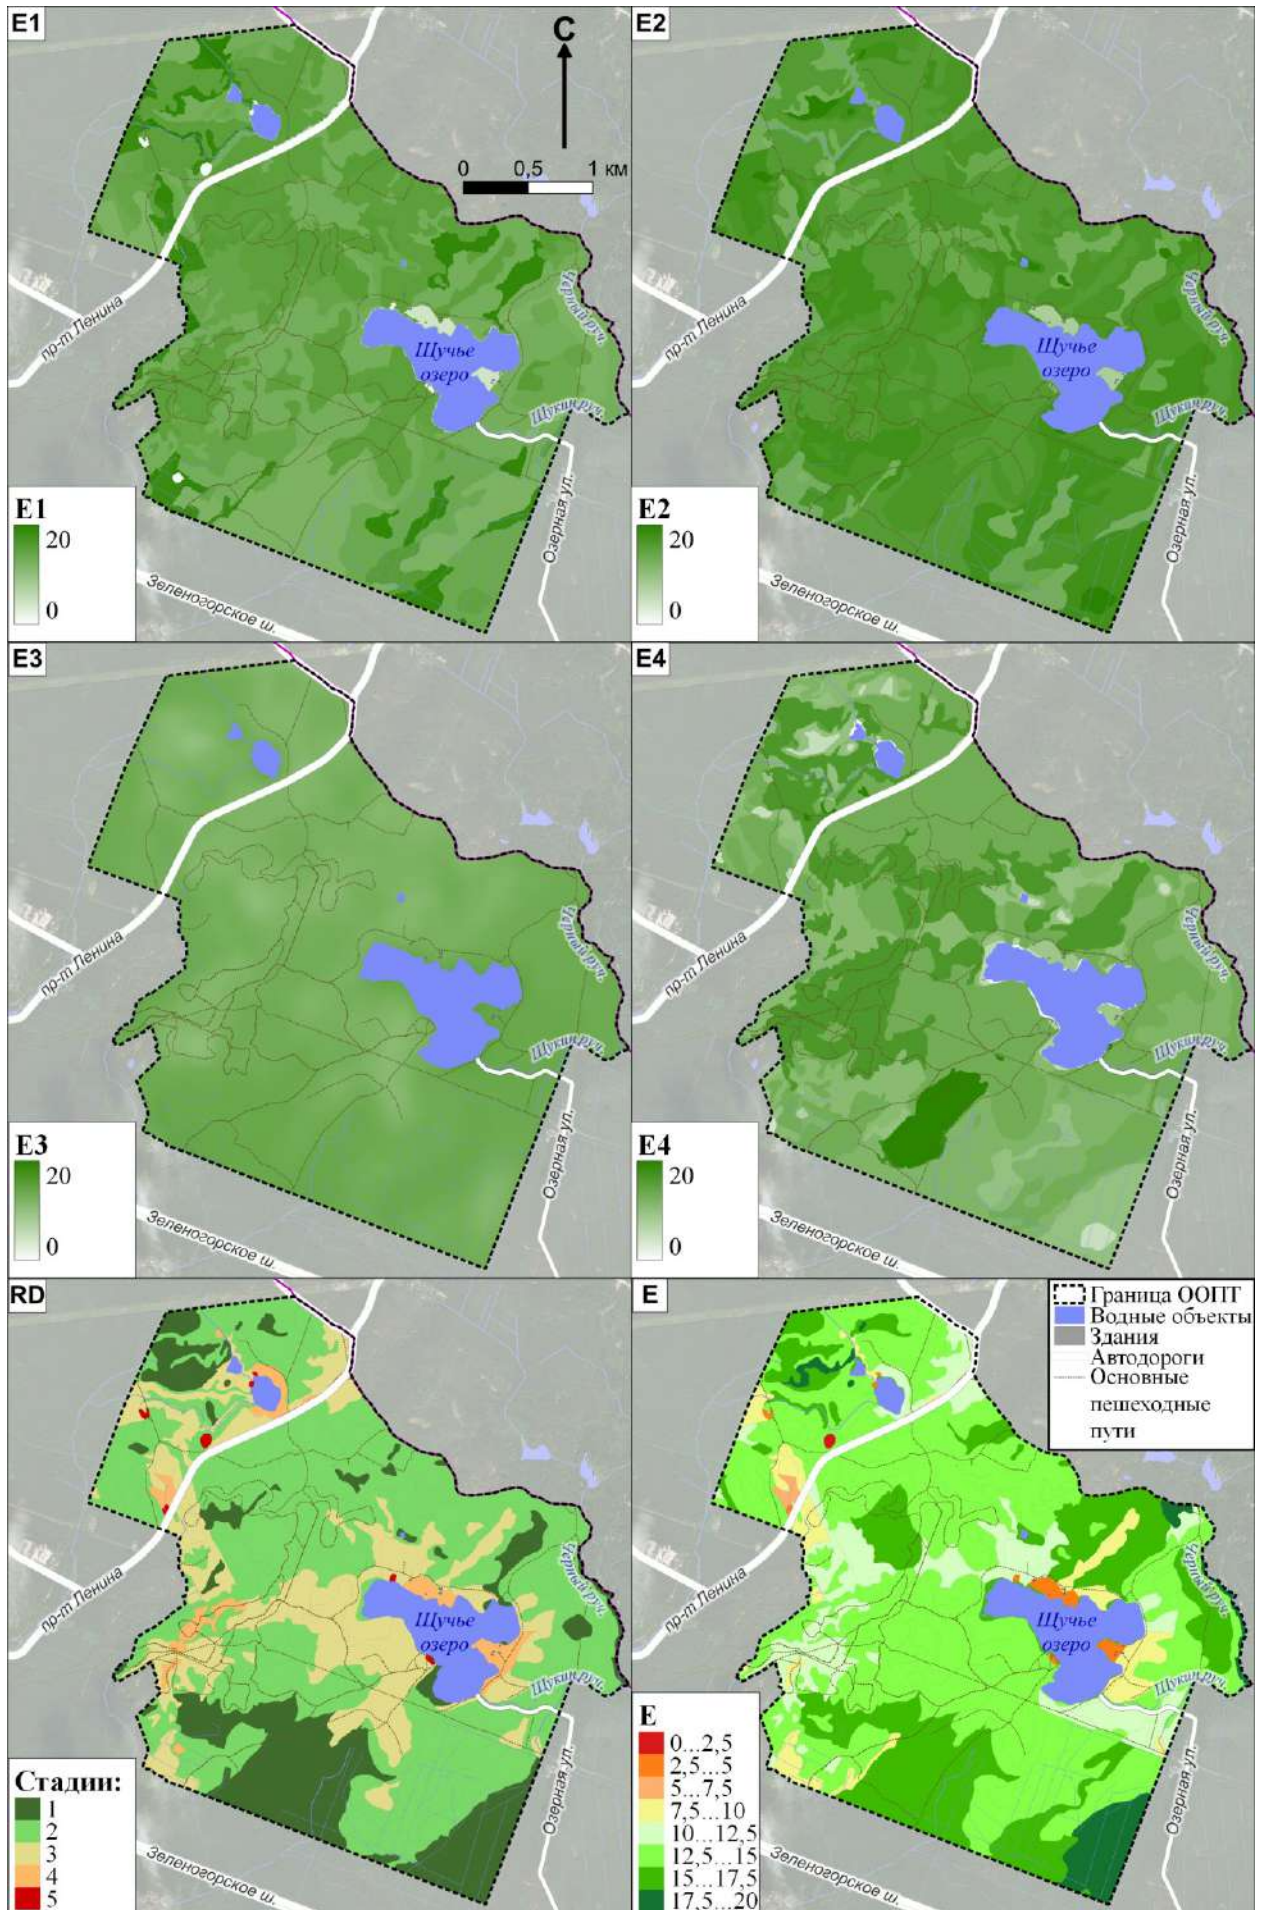 E1
С
0 0,5 1 км
Черный руч.
пр-т Ленина
Щучье
озеро
Щукин руч.
Озерная ул.
Зеленогорское ш.
E1
20
0
E2
Черный руч.
пр-т Ленина
Щучье
озеро
Щукин руч.
Озерная ул.
Зеленогорское ш.
E2
20
0
E3
Черный руч.
пр-т Ленина
Щукин руч.
Озерная ул.
Зеленогорское ш.
E3
20
0
E4
Черный руч.
пр-т Ленина
Щукин руч.
Озерная ул.
Зеленогорское ш.
E4
20
0
RD
Черный руч.
пр-т Ленина
Щучье
озеро
Щукин руч.
Озерная ул.
Зеленогорское ш.
Стадии:
1
2
3
4
5
E
Граница ООПТ
Водные объекты
Здания
Автодороги
Основные
пешеходные
пути
Черный руч.
пр-т Ленина
Щучье
озеро
Щукин руч.
Озерная ул.
Зеленогорское ш.
E
0...2,5
2,5...5
5...7,5
7,5...10
10...12,5
12,5...15
15...17,5
17,5...20